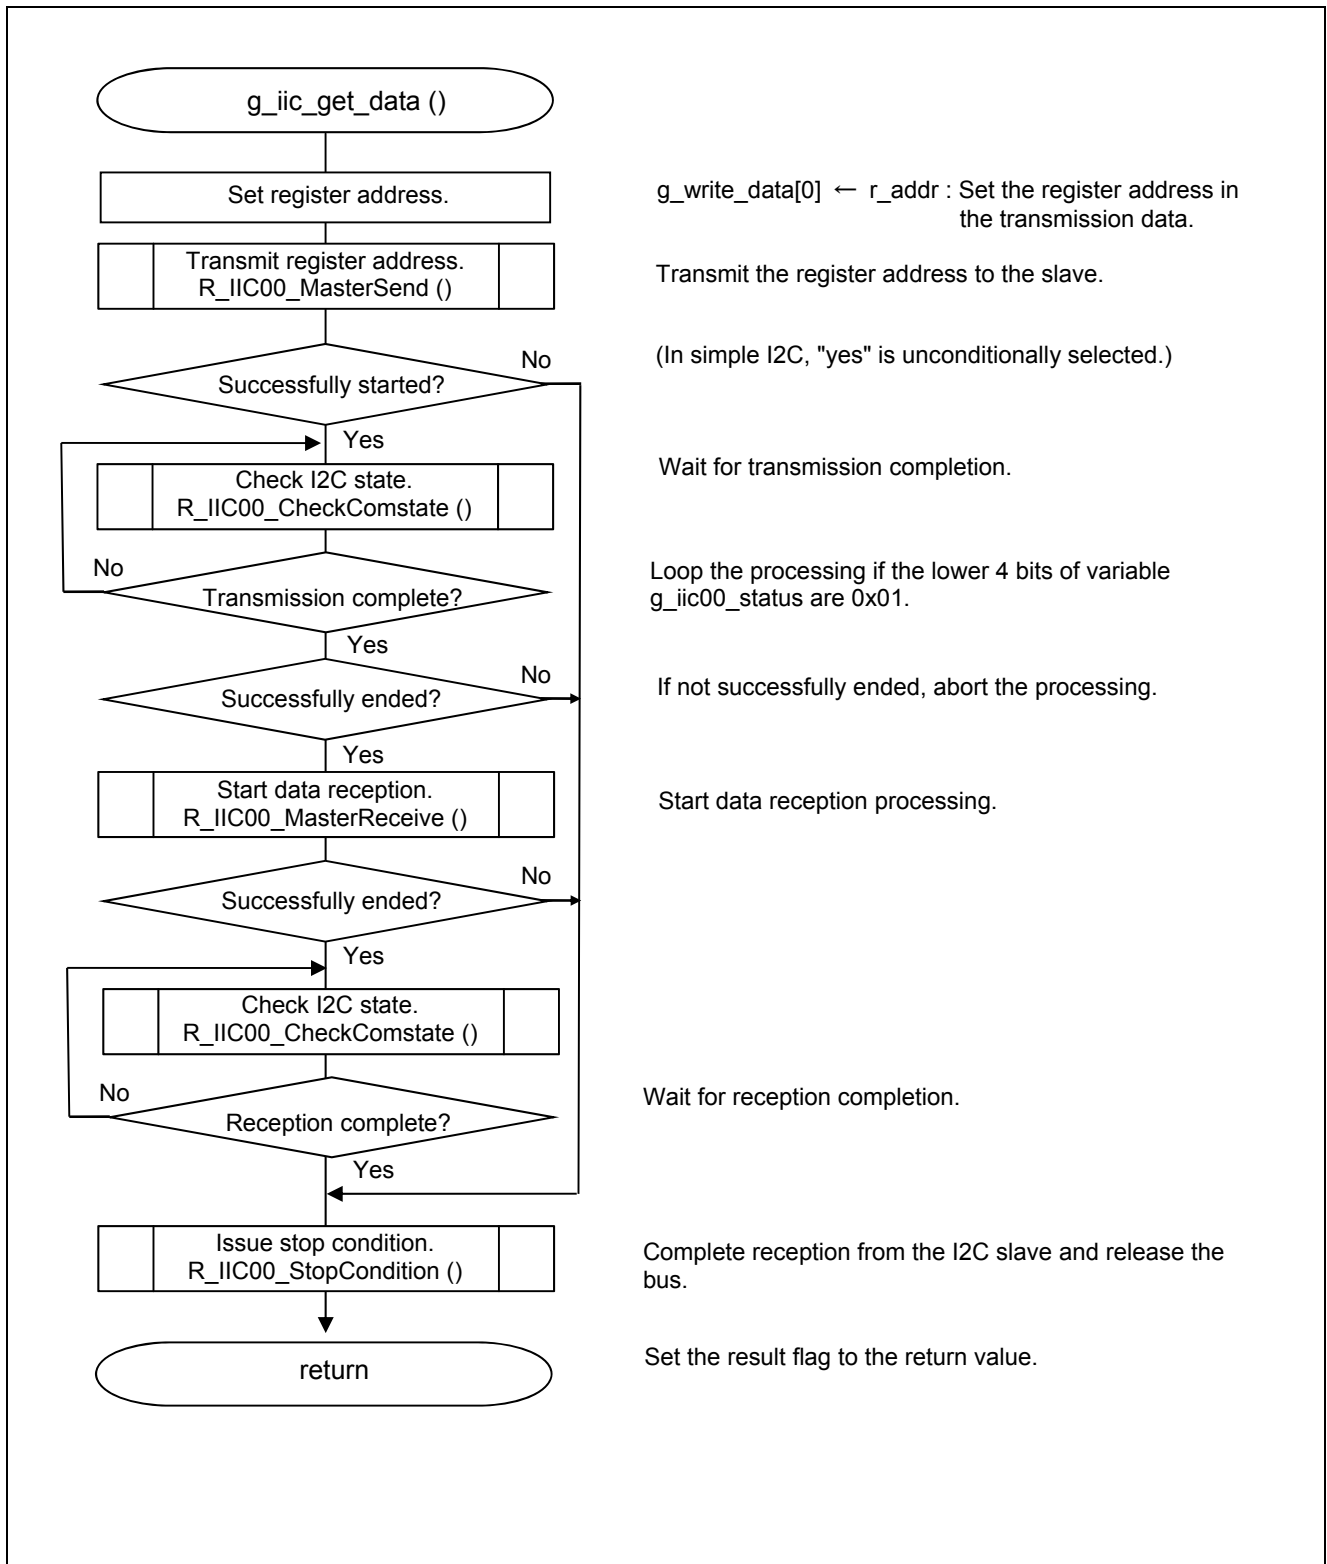 g_iic_get_data ()
Set register address.
g_write_data[0] ← r_addr : Set the register address in
the transmission data.
Transmit register address.
R_IIC00_MasterSend ()
Transmit the register address to the slave.
No
(In simple I2C, "yes" is unconditionally selected.)
Successfully started?
Yes
Check I2C state.
R_IIC00_CheckComstate ()
Wait for transmission completion.
No
Transmission complete?
Loop the processing if the lower 4 bits of variable
g_iic00_status are 0x01.
Yes
No
Successfully ended?
If not successfully ended, abort the processing.
Yes
Start data reception.
R_IIC00_MasterReceive ()
Start data reception processing.
No
Successfully ended?
Yes
Check I2C state.
R_IIC00_CheckComstate ()
No
Reception complete?
Wait for reception completion.
Yes
Issue stop condition.
R_IIC00_StopCondition ()
Complete reception from the I2C slave and release the
bus.
return
Set the result flag to the return value.